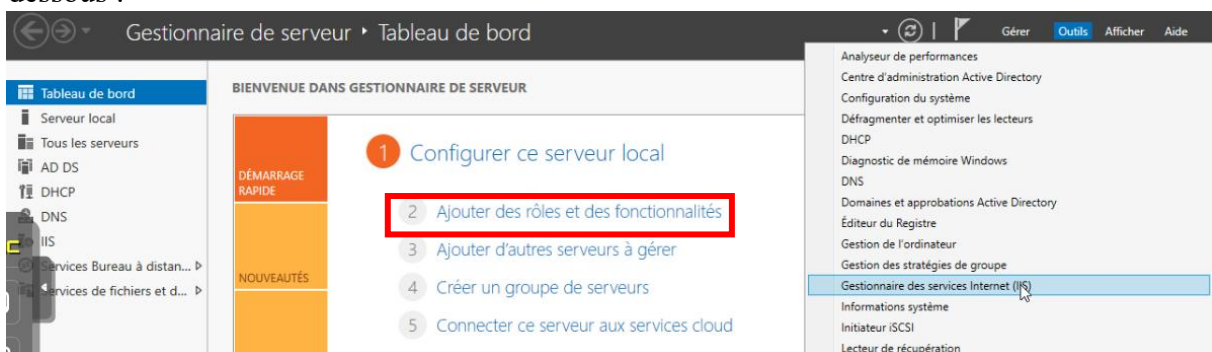 dessous :
Gestionnaire de serveur ‣ Tableau de bord
Gérer Outils Afficher Aide
Tableau de bord
Serveur local
Tous les serveurs
AD DS
DHCP
DNS
IIS
Services Bureau à distan...
Services de fichiers et d...
BIENVENUE DANS GESTIONNAIRE DE SERVEUR
DÉMARRAGE
RAPIDE
NOUVEAUTÉS
1 Configurer ce serveur local
2 Ajouter des rôles et des fonctionnalités
3 Ajouter d'autres serveurs à gérer
4 Créer un groupe de serveurs
5 Connecter ce serveur aux services cloud
Analyseur de performances
Centre d'administration Active Directory
Configuration du système
Défragmenter et optimiser les lecteurs
DHCP
Diagnostic de mémoire Windows
DNS
Domaines et approbations Active Directory
Éditeur du Registre
Gestion de l'ordinateur
Gestion des stratégies de groupe
Gestionnaire des services Internet (IIS)
Informations système
Initiateur iSCSI
Lecteur de récupération